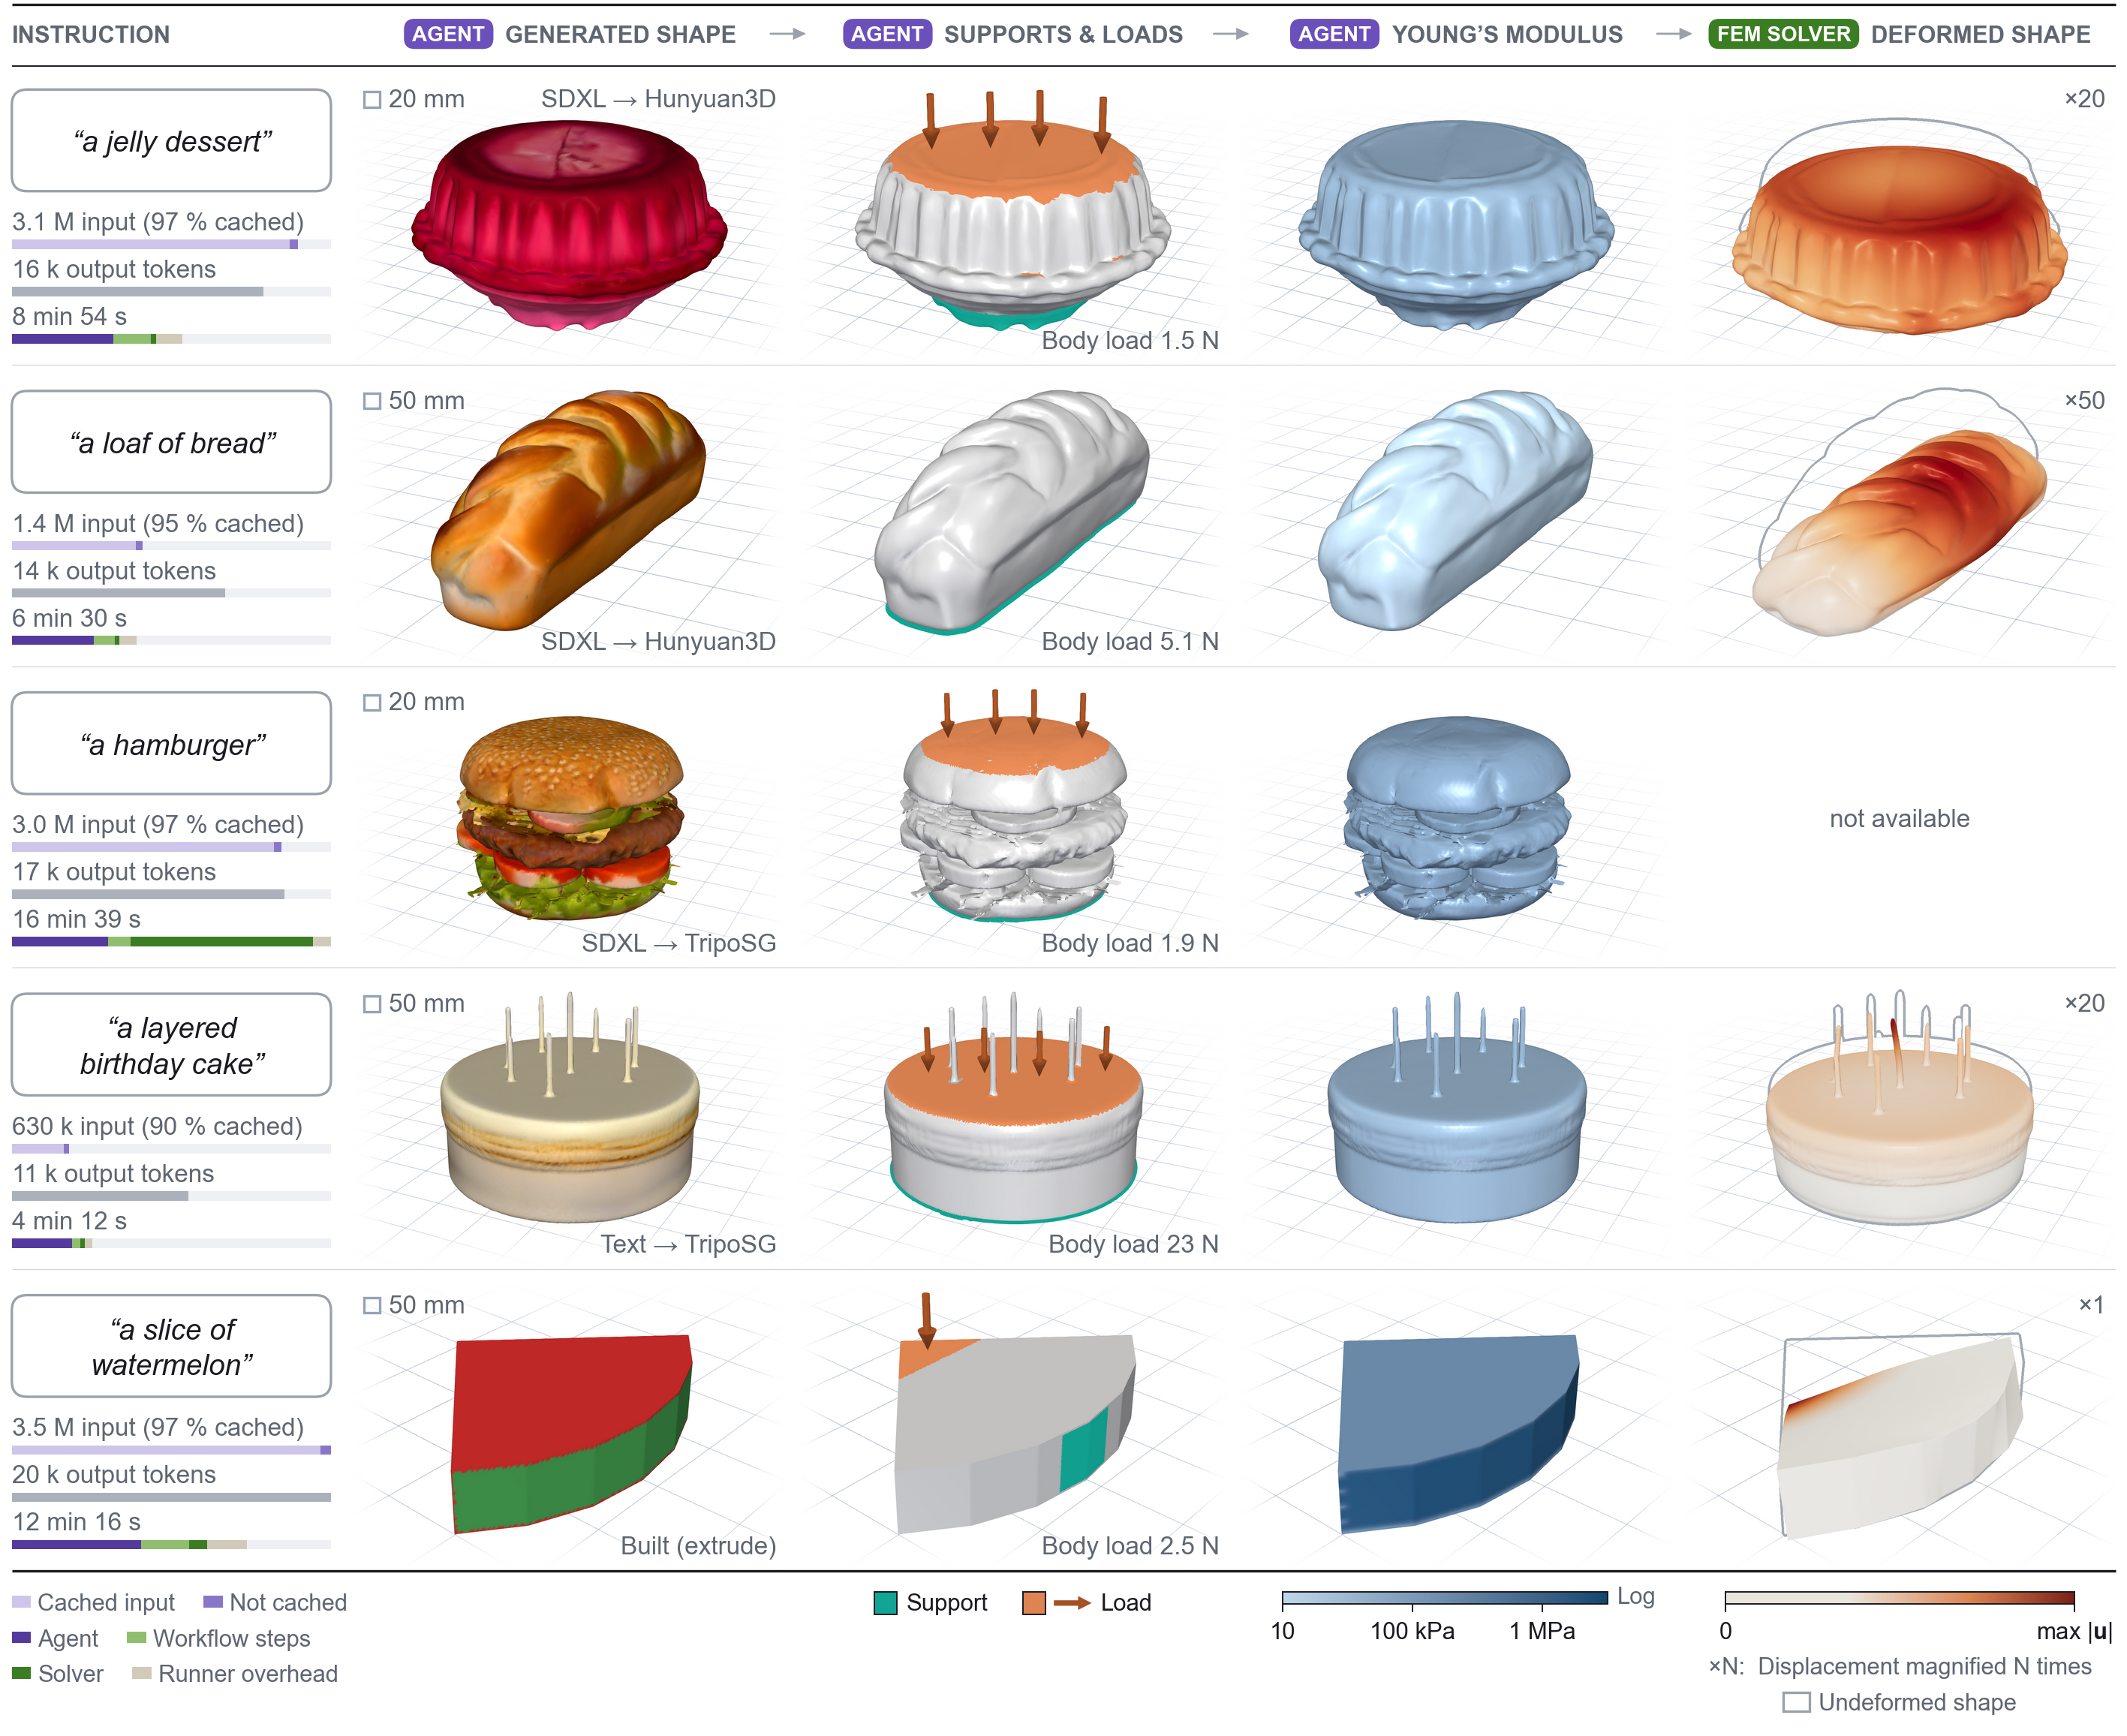 INSTRUCTION
AGENT GENERATED SHAPE →
AGENT SUPPORTS & LOADS →
AGENT YOUNG’S MODULUS →
FEM SOLVER DEFORMED SHAPE
“a jelly dessert”
3.1 M input (97 % cached)
16 k output tokens
8 min 54 s
20 mm
SDXL → Hunyuan3D
Body load 1.5 N
×20
“a loaf of bread”
1.4 M input (95 % cached)
14 k output tokens
6 min 30 s
50 mm
SDXL → Hunyuan3D
Body load 5.1 N
×50
“a hamburger”
3.0 M input (97 % cached)
17 k output tokens
16 min 39 s
20 mm
SDXL → TripoSG
Body load 1.9 N
not available
“a layered
birthday cake”
630 k input (90 % cached)
11 k output tokens
4 min 12 s
50 mm
Text → TripoSG
Body load 23 N
×20
“a slice of
watermelon”
3.5 M input (97 % cached)
20 k output tokens
12 min 16 s
50 mm
Built (extrude)
Body load 2.5 N
×1
Cached input Not cached
Agent Workflow steps
Solver Runner overhead
Support Load
Log
10 100 kPa 1 MPa
0 max |u|
×N: Displacement magnified N times
Undeformed shape